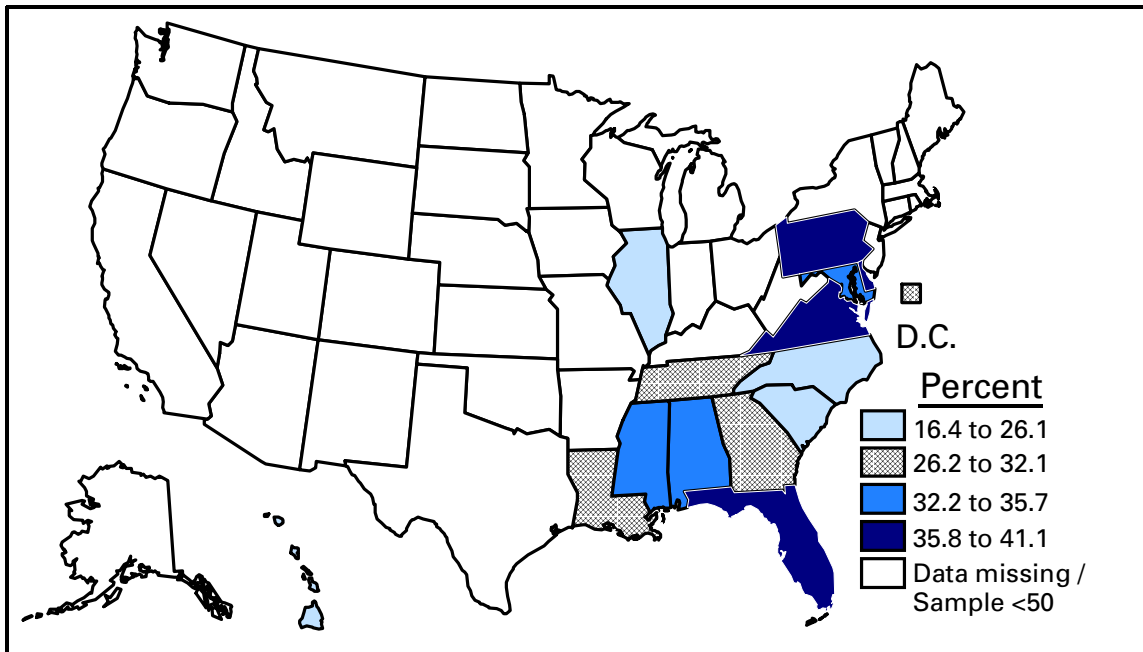 D.C.
Percent
16.4 to 26.1
26.2 to 32.1
32.2 to 35.7
35.8 to 41.1
Data missing /
Sample <50